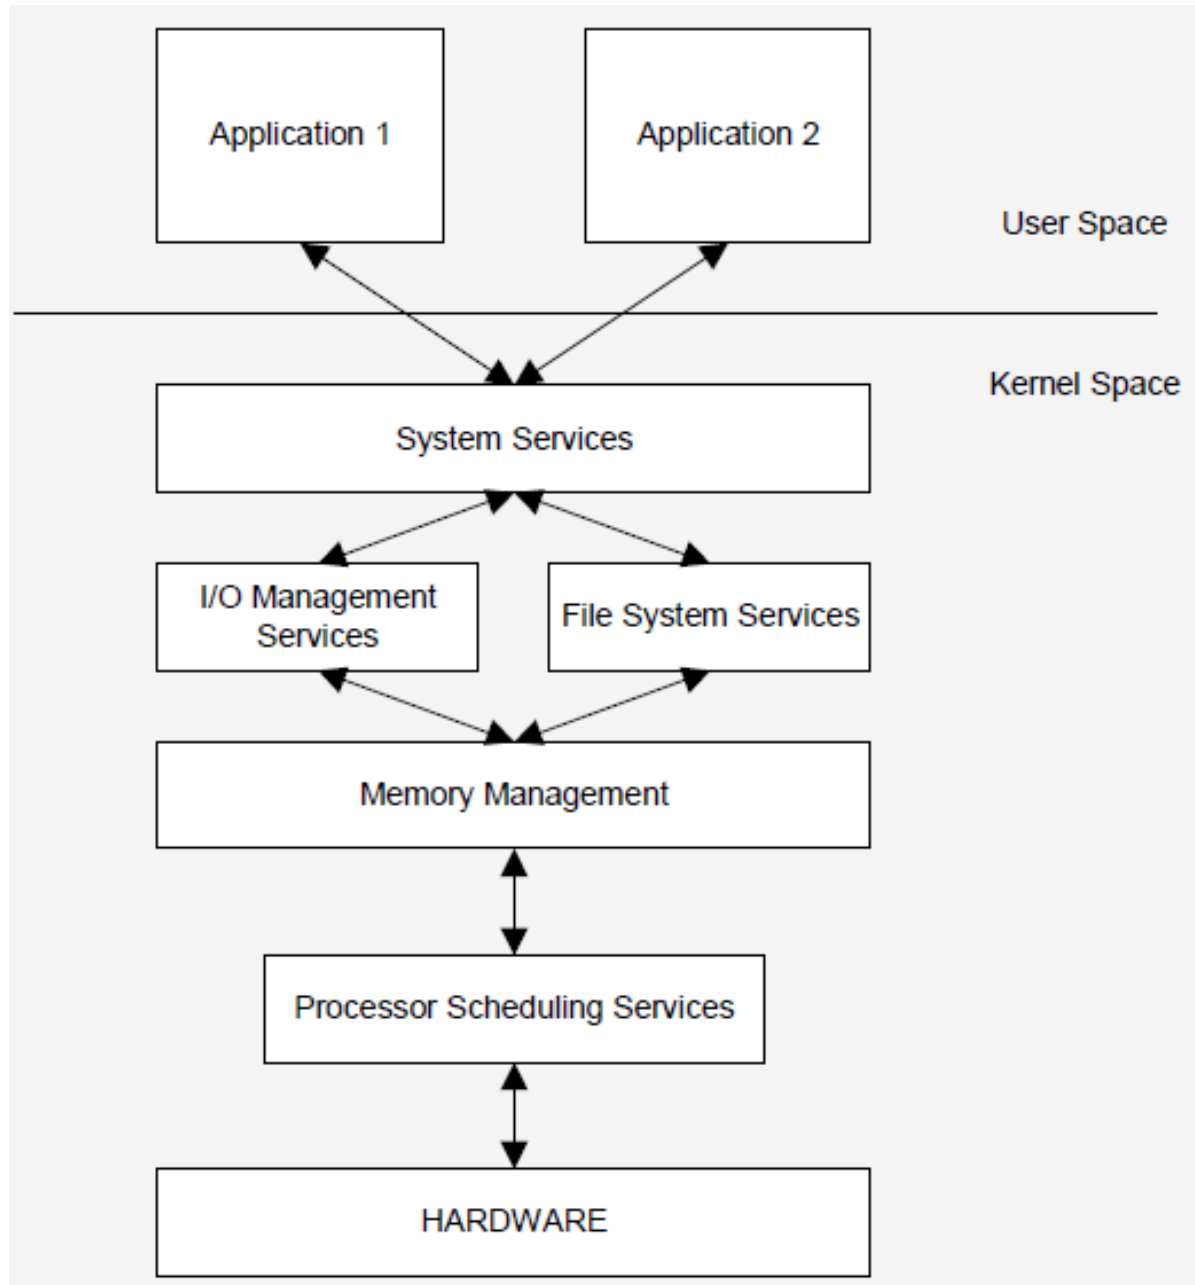 Application 1
Application 2
User Space
Kernel Space
System Services
I/O Management
Services
File System Services
Memory Management
Processor Scheduling Services
HARDWARE